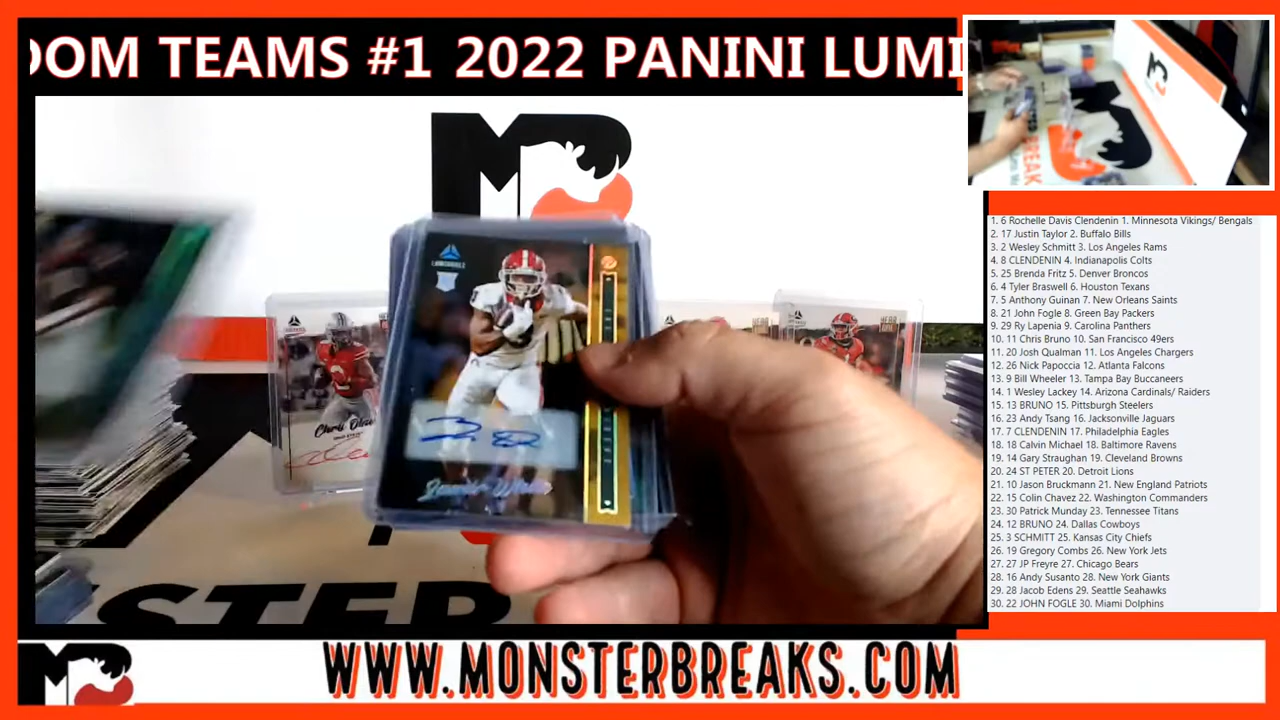 DOM TEAMS #1 2022 PANINI LUMI
MB
LUMINANCE
Chris Olave
BREAK
1. 6 Rochelle Davis Clendenin 1. Minnesota Vikings/ Bengals
2. 17 Justin Taylor 2. Buffalo Bills
3. 2 Wesley Schmitt 3. Los Angeles Rams
4. 8 CLENDENIN 4. Indianapolis Colts
5. 25 Brenda Fritz 5. Denver Broncos
6. 4 Tyler Braswell 6. Houston Texans
7. 5 Anthony Guinan 7. New Orleans Saints
8. 21 John Fogle 8. Green Bay Packers
9. 29 Ry Lapenia 9. Carolina Panthers
10. 11 Chris Bruno 10. San Francisco 49ers
11. 20 Josh Qualman 11. Los Angeles Chargers
12. 26 Nick Papoccia 12. Atlanta Falcons
13. 9 Bill Wheeler 13. Tampa Bay Buccaneers
14. 1 Wesley Lackey 14. Arizona Cardinals/ Raiders
15. 13 BRUNO 15. Pittsburgh Steelers
16. 23 Andy Tsang 16. Jacksonville Jaguars
17. 7 CLENDENIN 17. Philadelphia Eagles
18. 18 Calvin Michael 18. Baltimore Ravens
19. 14 Gary Straughan 19. Cleveland Browns
20. 24 ST PETER 20. Detroit Lions
21. 10 Jason Bruckmann 21. New England Patriots
22. 15 Colin Chavez 22. Washington Commanders
23. 30 Patrick Munday 23. Tennessee Titans
24. 12 BRUNO 24. Dallas Cowboys
25. 3 SCHMITT 25. Kansas City Chiefs
26. 19 Gregory Combs 26. New York Jets
27. 27 JP Freyre 27. Chicago Bears
28. 16 Andy Susanto 28. New York Giants
29. 28 Jacob Edens 29. Seattle Seahawks
30. 22 JOHN FOGLE 30. Miami Dolphins
STER
WWW.MONSTERBREAKS.COM